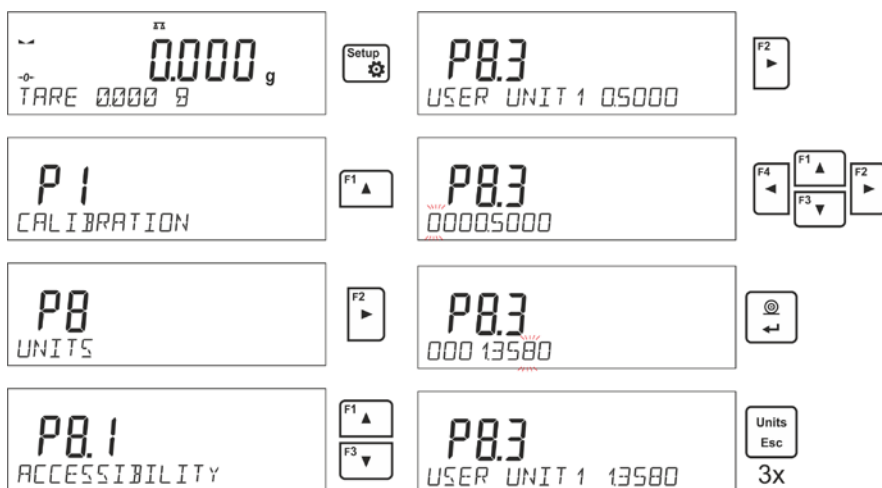 0.000 g
-0-
TARE 0.000 g
Setup
P1
CALIBRATION
F1
P8
UNITS
F2
P8.1
ACCESSIBILITY
F1
F3
P8.3
USER UNIT 1 0.5000
F2
P8.3
0000.5000
F4
F1
F2
F3
P8.3
0001.3580
P8.3
USER UNIT 1 1.3580
Units
Esc
3x